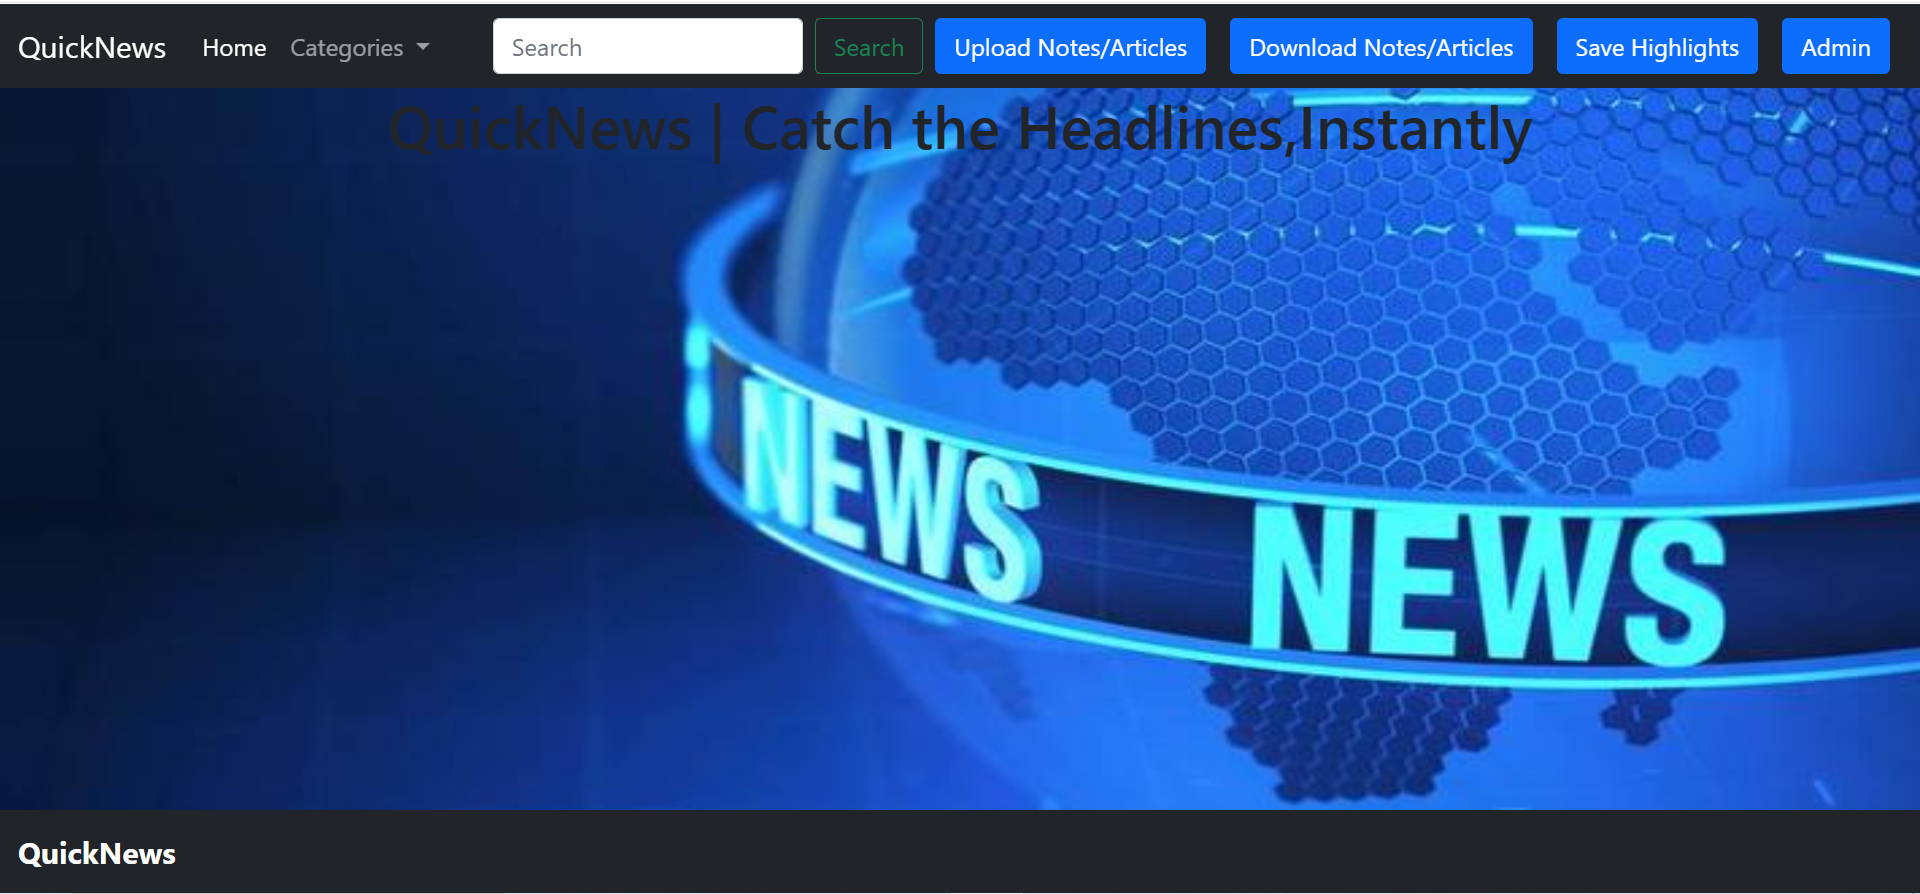 QuickNews Home Categories Search Search Upload Notes/Articles Download Notes/Articles Save Highlights Admin
QuickNews | Catch the Headlines,Instantly
NEWS NEWS
QuickNews